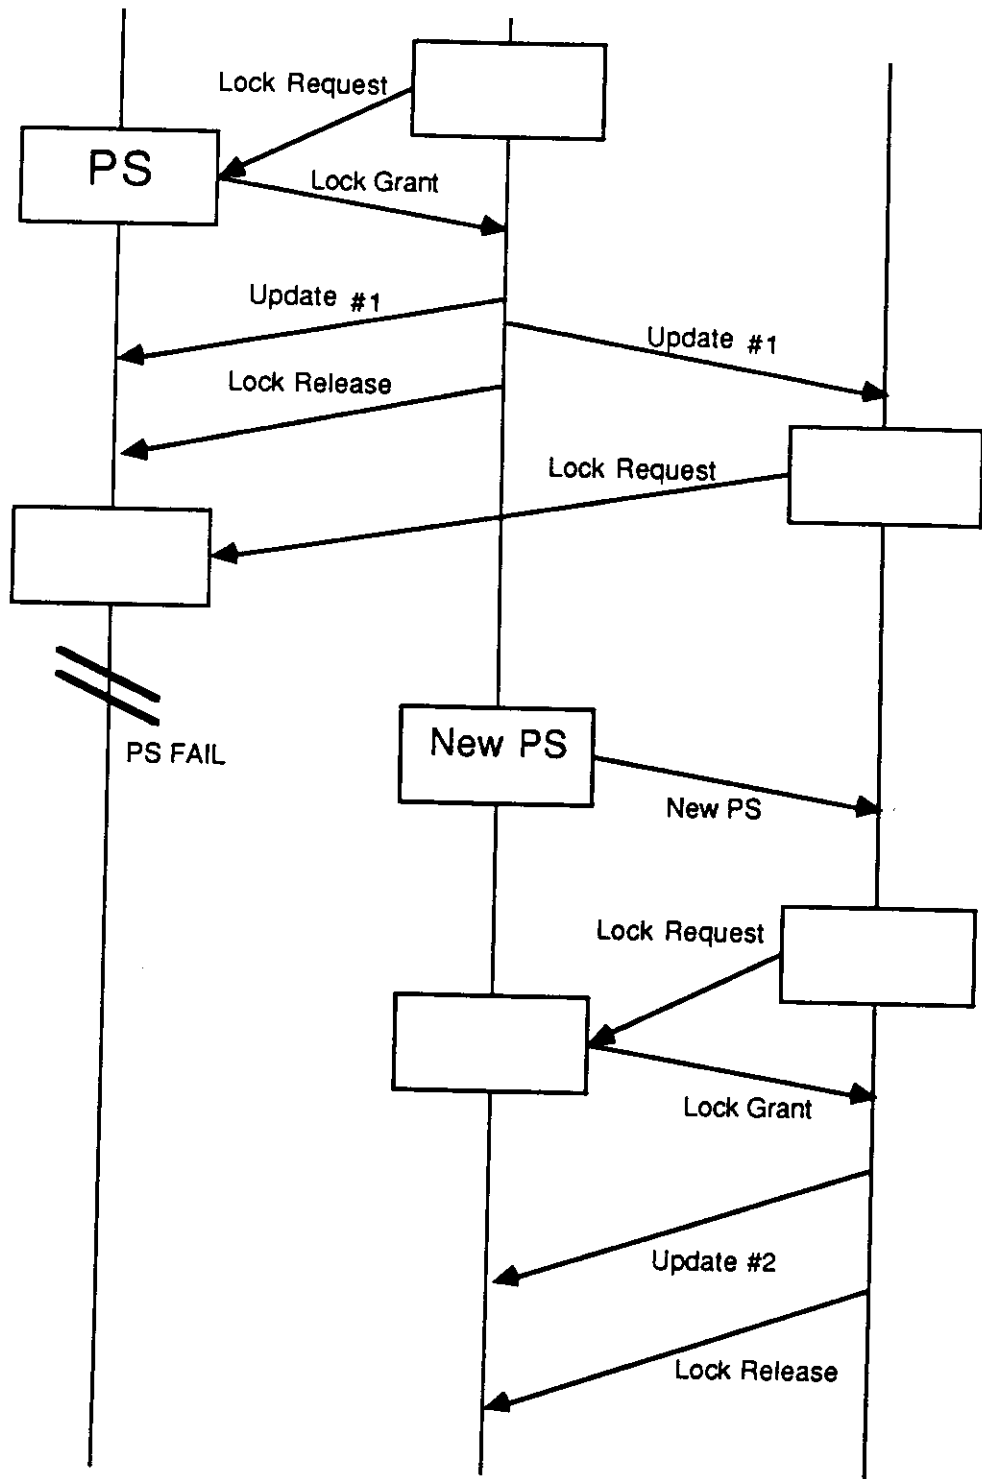 Lock Request
PS
Lock Grant
Update #1
Update #1
Lock Release
Lock Request
PS FAIL
New PS
New PS
Lock Request
Lock Grant
Update #2
Lock Release